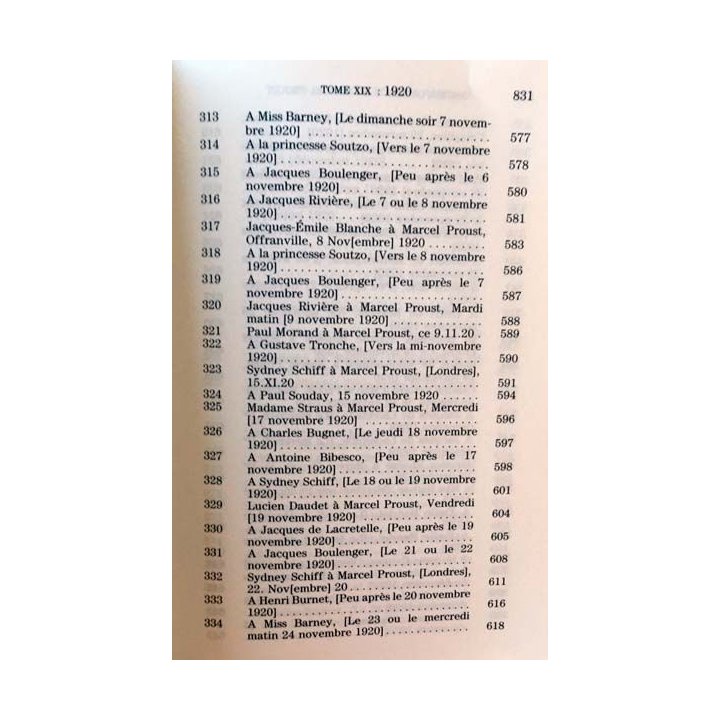 TOME XIX : 1920 831
313 A Miss Barney, [Le dimanche soir 7 novem-
bre 1920] . . . . . . . . . . . . . . . . . . . . . . . . . . 577
314 A la princesse Soutzo, [Vers le 7 novembre
1920] . . . . . . . . . . . . . . . . . . . . . . . . . . . . . 578
315 A Jacques Boulenger, [Peu après le 6
novembre 1920] . . . . . . . . . . . . . . . . . . . . 580
316 A Jacques Rivière, [Le 7 ou le 8 novembre
1920] . . . . . . . . . . . . . . . . . . . . . . . . . . . . . 581
317 Jacques-Émile Blanche à Marcel Proust,
Offranville, 8 Nov[embre] 1920 . . . . . . . . 583
318 A la princesse Soutzo, [Vers le 8 novembre
1920] . . . . . . . . . . . . . . . . . . . . . . . . . . . . . 586
319 A Jacques Boulenger, [Peu après le 7
novembre 1920] . . . . . . . . . . . . . . . . . . . . 587
320 Jacques Rivière à Marcel Proust, Mardi
matin [9 novembre 1920] . . . . . . . . . . . . 588
321 Paul Morand à Marcel Proust, ce 9.11.20 . 589
322 A Gustave Tronche, [Vers la mi-novembre
1920] . . . . . . . . . . . . . . . . . . . . . . . . . . . . . 590
323 Sydney Schiff à Marcel Proust, [Londres],
15.XI.20 . . . . . . . . . . . . . . . . . . . . . . . . . . 591
324 A Paul Souday, 15 novembre 1920 . . . . . . 594
325 Madame Straus à Marcel Proust, Mercredi
[17 novembre 1920] . . . . . . . . . . . . . . . . . 596
326 A Charles Bugnet, [Le jeudi 18 novembre
1920] . . . . . . . . . . . . . . . . . . . . . . . . . . . . . 597
327 A Antoine Bibesco, [Peu après le 17
novembre 1920] . . . . . . . . . . . . . . . . . . . . 598
328 A Sydney Schiff, [Le 18 ou le 19 novembre
1920] . . . . . . . . . . . . . . . . . . . . . . . . . . . . . 601
329 Lucien Daudet à Marcel Proust, Vendredi
[19 novembre 1920] . . . . . . . . . . . . . . . . . 604
330 A Jacques de Lacretelle, [Peu après le 19
novembre 1920] . . . . . . . . . . . . . . . . . . . . 605
331 A Jacques Boulenger, [Le 21 ou le 22
novembre 1920] . . . . . . . . . . . . . . . . . . . . 608
332 Sydney Schiff à Marcel Proust, [Londres],
22. Nov[embre] 20 . . . . . . . . . . . . . . . . . . 611
333 A Henri Burnet, [Peu après le 20 novembre
1920] . . . . . . . . . . . . . . . . . . . . . . . . . . . . . 616
334 A Miss Barney, [Le 23 ou le mercredi
matin 24 novembre 1920] . . . . . . . . . . . . 618